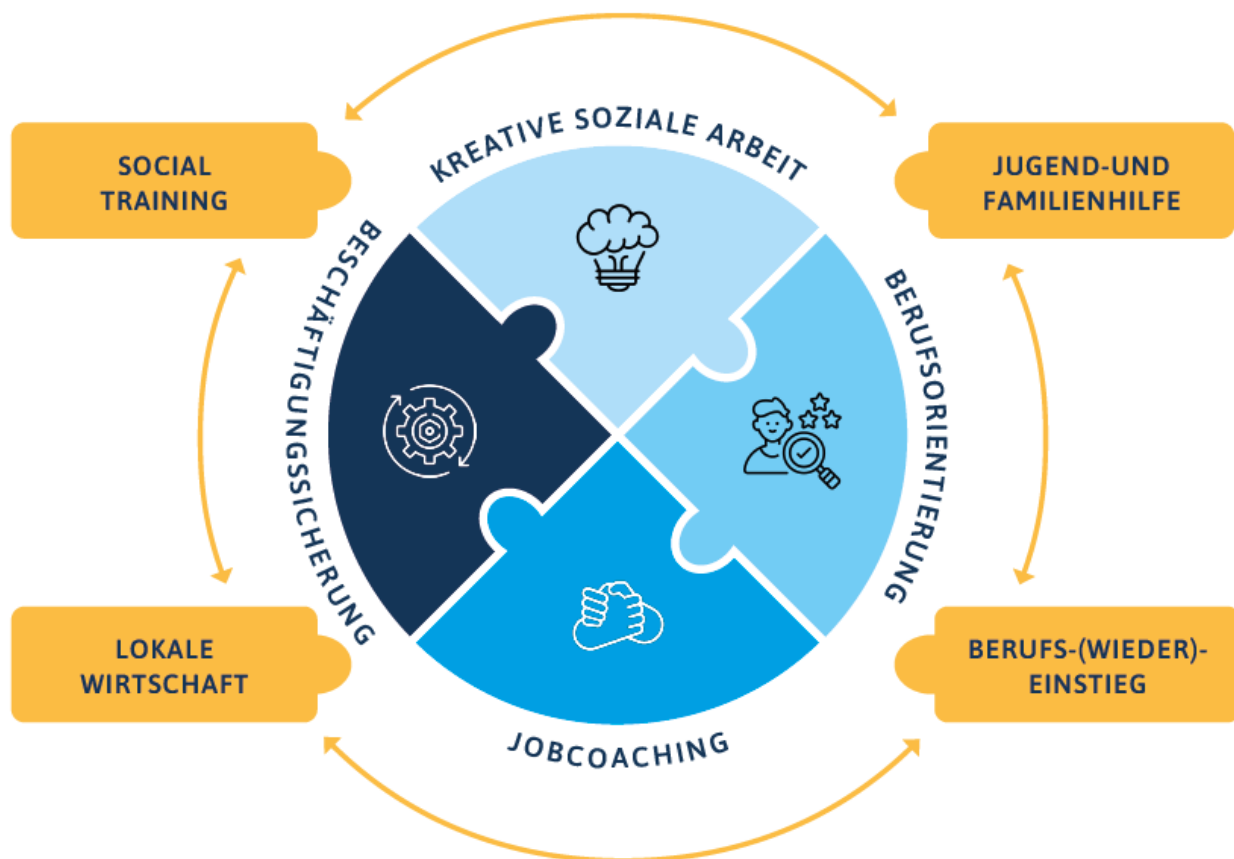 KREATIVE SOZIALE ARBEIT
SOCIAL
TRAINING
JUGEND-UND
FAMILIENHILFE
BESCHÄFTIGUNGSSICHERUNG
BERUFSORIENTIERUNG
LOKALE
WIRTSCHAFT
BERUFS-(WIEDER)-
EINSTIEG
JOBCOACHING